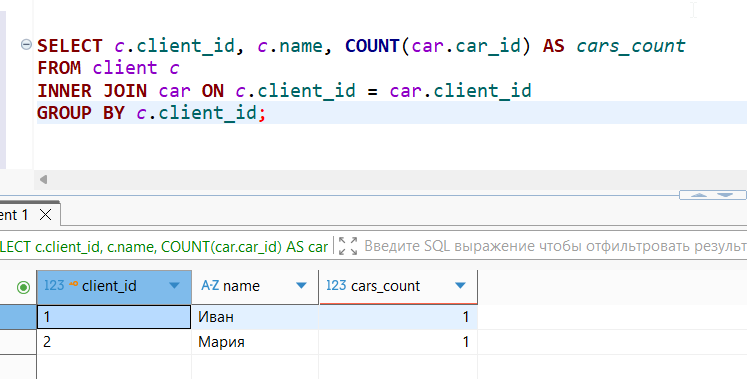 SELECT c.client_id, c.name, COUNT(car.car_id) AS cars_count
FROM client c
INNER JOIN car ON c.client_id = car.client_id
GROUP BY c.client_id;
ent 1
LECT c.client_id, c.name, COUNT(car.car_id) AS car Введите SQL выражение чтобы отфильтровать результ
123 client_id A-Z name 123 cars_count
1 Иван 1
2 Мария 1